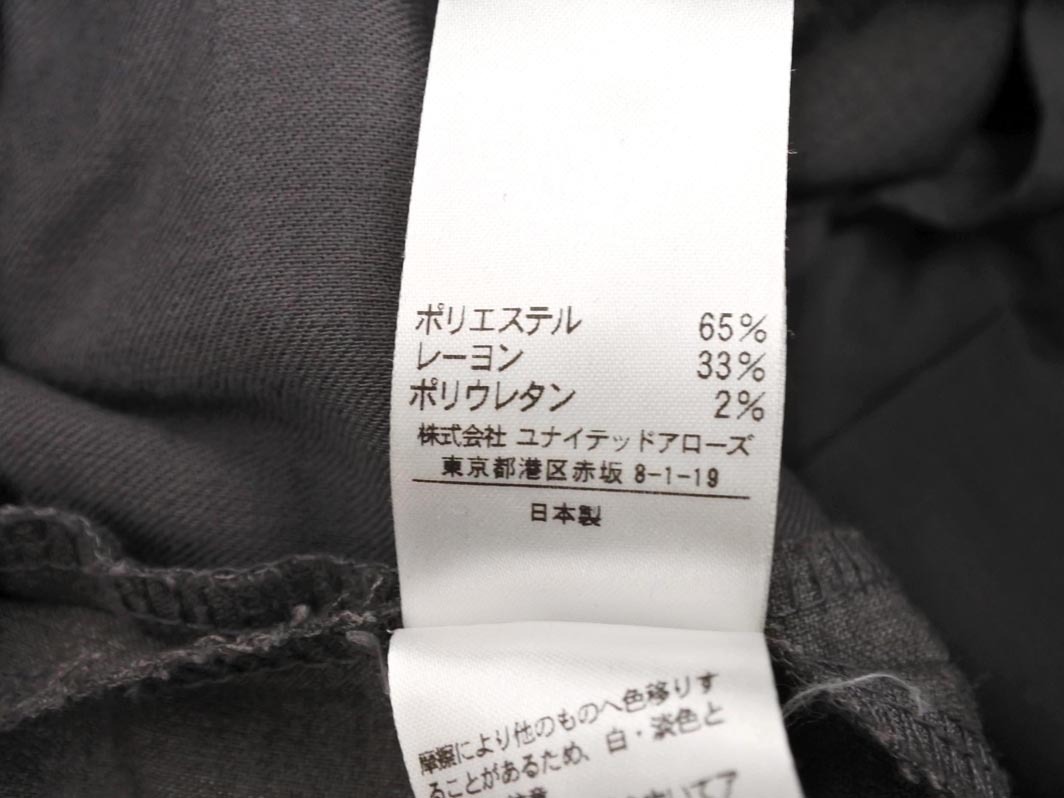 ポリエステル 65%
レーヨン 33%
ポリウレタン 2%
株式会社 ユナイテッドアローズ
東京都港区赤坂 8-1-19
日本製
摩擦により他のものへ色移りす
ることがあるため、白・淡色と